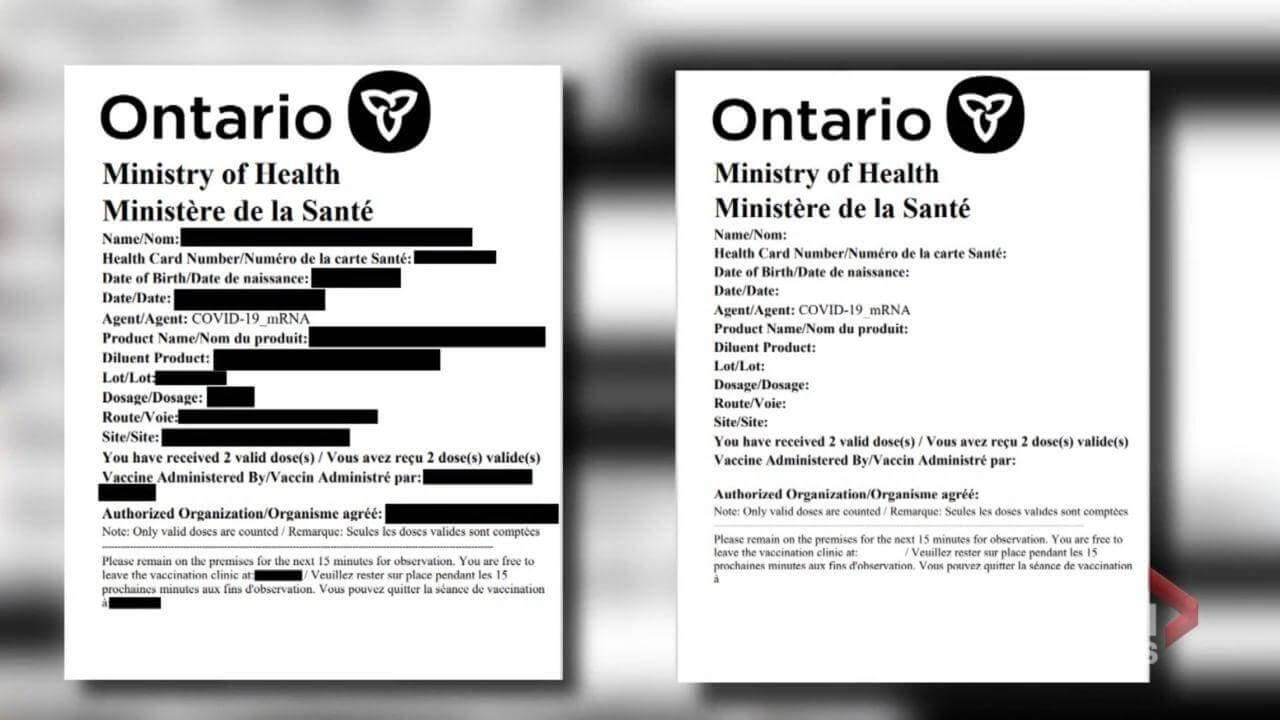 Ontario
Ministry of Health
Ministère de la Santé
Name/Nom:
Health Card Number/Numéro de la carte Santé:
Date of Birth/Date de naissance:
Date/Date:
Agent/Agent: COVID-19_mRNA
Product Name/Nom du produit:
Diluent Product:
Lot/Lot:
Dosage/Dosage:
Route/Voie:
Site/Site:
You have received 2 valid dose(s) / Vous avez reçu 2 dose(s) valide(s)
Vaccine Administered By/Vaccin Administré par:
Authorized Organization/Organisme agréé:
Note: Only valid doses are counted / Remarque: Seules les doses valides sont comptées
Please remain on the premises for the next 15 minutes for observation. You are free to
leave the vaccination clinic at: / Veuillez rester sur place pendant les 15
prochaines minutes aux fins d'observation. Vous pouvez quitter la séance de vaccination
à
Ontario
Ministry of Health
Ministère de la Santé
Name/Nom:
Health Card Number/Numéro de la carte Santé:
Date of Birth/Date de naissance:
Date/Date:
Agent/Agent: COVID-19_mRNA
Product Name/Nom du produit:
Diluent Product:
Lot/Lot:
Dosage/Dosage:
Route/Voie:
Site/Site:
You have received 2 valid dose(s) / Vous avez reçu 2 dose(s) valide(s)
Vaccine Administered By/Vaccin Administré par:
Authorized Organization/Organisme agréé:
Note: Only valid doses are counted / Remarque: Seules les doses valides sont comptées
Please remain on the premises for the next 15 minutes for observation. You are free to
leave the vaccination clinic at: / Veuillez rester sur place pendant les 15
prochaines minutes aux fins d'observation. Vous pouvez quitter la séance de vaccination
à